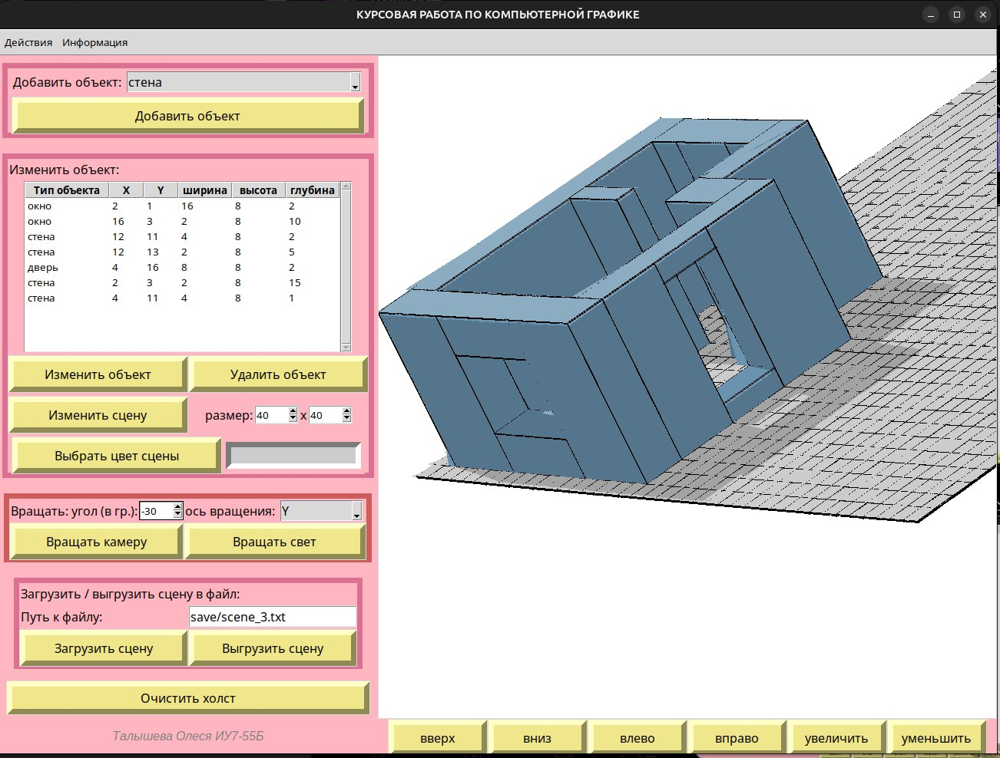 КУРСОВАЯ РАБОТА ПО КОМПЬЮТЕРНОЙ ГРАФИКЕ
Действия Информация
Добавить объект: стена
Добавить объект
Изменить объект:
Тип объекта X Y ширина высота глубина
окно 2 1 16 8 2
окно 16 3 2 8 10
стена 12 11 4 8 2
стена 12 13 2 8 5
дверь 4 16 8 8 2
стена 2 3 2 8 15
стена 4 11 4 8 1
Изменить объект Удалить объект
Изменить сцену размер: 40 x 40
Выбрать цвет сцены
Вращать: угол (в гр.): -30 ось вращения: Y
Вращать камеру Вращать свет
Загрузить / выгрузить сцену в файл:
Путь к файлу: save/scene_3.txt
Загрузить сцену Выгрузить сцену
Очистить холст
Талышева Олеся ИУ7-55Б
вверх вниз влево вправо увеличить уменьшить